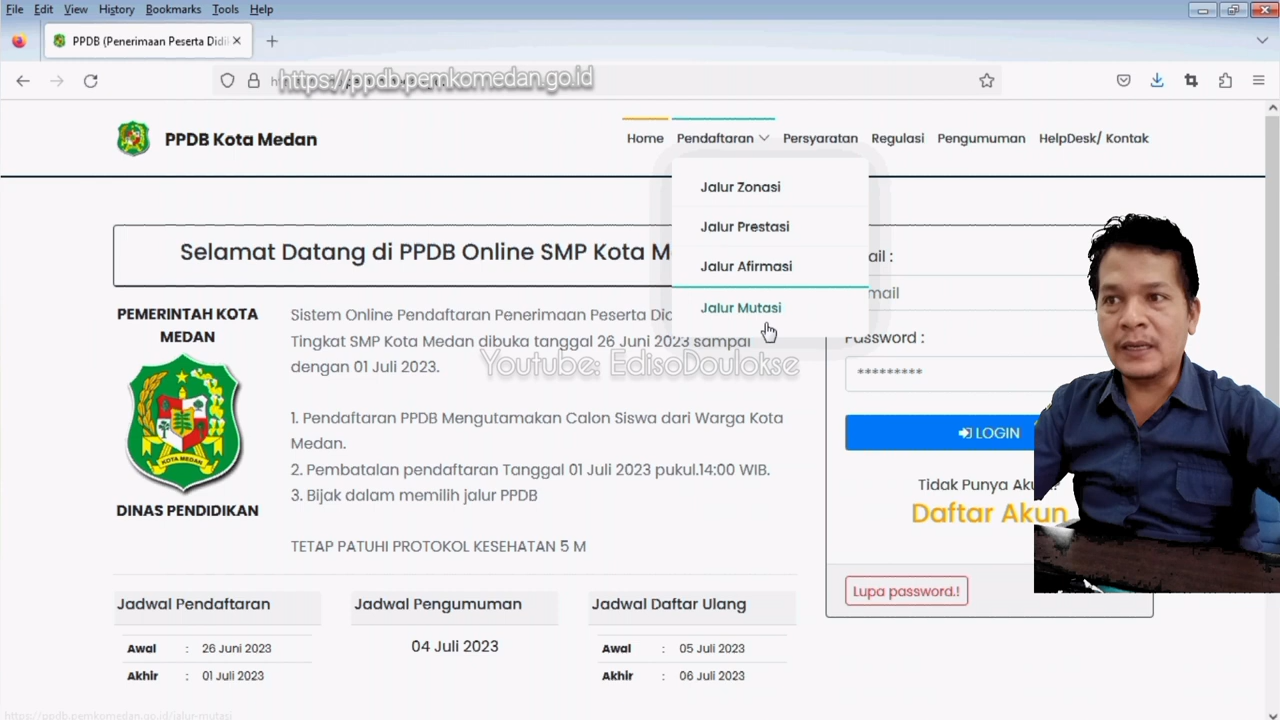 File Edit View History Bookmarks Tools Help
PPDB (Penerimaan Peserta Didi
https://ppdb.pemkomedan.go.id
PPDB Kota Medan
Home Pendaftaran Persyaratan Regulasi Pengumuman HelpDesk/ Kontak
Jalur Zonasi
Jalur Prestasi
Jalur Afirmasi
Jalur Mutasi
Selamat Datang di PPDB Online SMP Kota M
PEMERINTAH KOTA
MEDAN
KOTA MEDAN
DINAS PENDIDIKAN
Sistem Online Pendaftaran Penerimaan Peserta Did
Tingkat SMP Kota Medan dibuka tanggal 26 Juni 2023 sampai
dengan 01 Juli 2023.
Youtube: EdisoDoulokse
1. Pendaftaran PPDB Mengutamakan Calon Siswa dari Warga Kota
Medan.
2. Pembatalan pendaftaran Tanggal 01 Juli 2023 pukul.14:00 WIB.
3. Bijak dalam memilih jalur PPDB
TETAP PATUHI PROTOKOL KESEHATAN 5 M
ail :
mail
Password :
*********
LOGIN
Tidak Punya Aku
Daftar Akun
Lupa password.!
Jadwal Pendaftaran
Awal : 26 Juni 2023
Akhir : 01 Juli 2023
Jadwal Pengumuman
04 Juli 2023
Jadwal Daftar Ulang
Awal : 05 Juli 2023
Akhir : 06 Juli 2023
https://ppdb.pemkomedan.go.id/jalur-mutasi